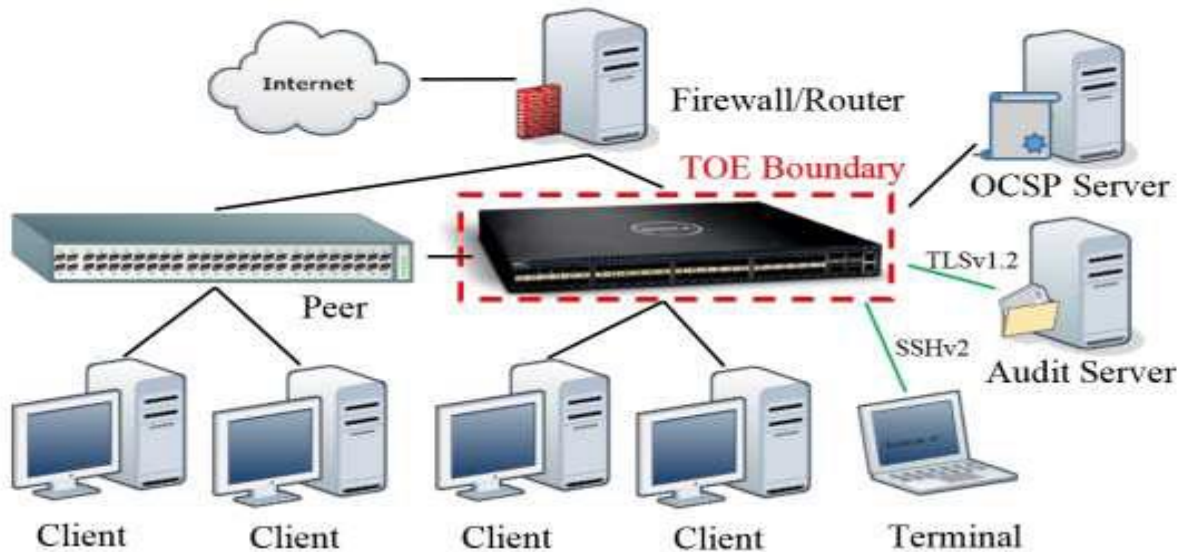 Internet
Firewall/Router
TOE Boundary
OCSP Server
TLSv1.2
Peer
SSHv2
Audit Server
Client
Client
Client
Client
Terminal